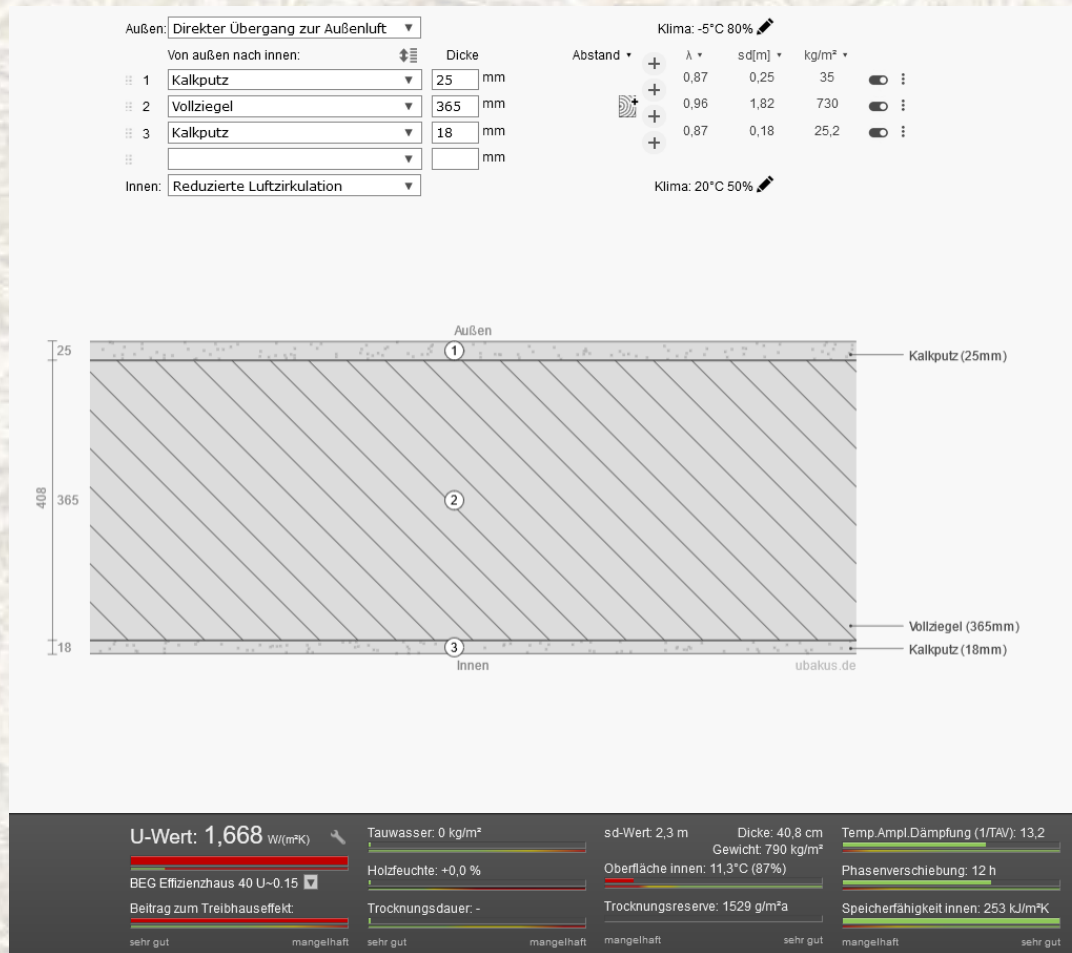 Außen: Direkter Übergang zur Außenluft Klima: -5°C 80%
Von außen nach innen: Dicke Abstand λ sd[m] kg/m²
1 Kalkputz 25 mm 0,87 0,25 35
2 Vollziegel 365 mm 0,96 1,82 730
3 Kalkputz 18 mm 0,87 0,18 25,2
mm
Innen: Reduzierte Luftzirkulation Klima: 20°C 50%
Außen
25
1
Kalkputz (25mm)
408
365
2
Vollziegel (365mm)
18
3
Kalkputz (18mm)
Innen
ubakus.de
U-Wert: 1,668 W/(m²K)
BEG Effizienzhaus 40 U~0.15
Beitrag zum Treibhauseffekt:
sehr gut mangelhaft
Tauwasser: 0 kg/m²
Holzfeuchte: +0,0 %
Trocknungsdauer: -
sehr gut mangelhaft
sd-Wert: 2,3 m Dicke: 40,8 cm
Gewicht: 790 kg/m²
Oberfläche innen: 11,3°C (87%)
Trocknungsreserve: 1529 g/m²a
mangelhaft sehr gut
Temp.Ampl.Dämpfung (1/TAV): 13,2
Phasenverschiebung: 12 h
Speicherfähigkeit innen: 253 kJ/m²K
mangelhaft sehr gut